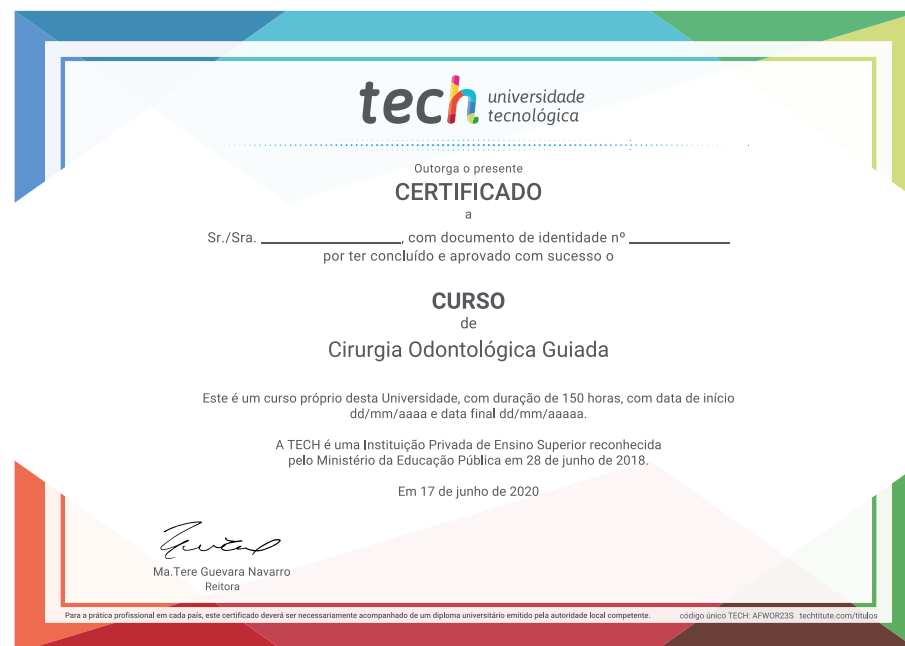 tech universidade
tecnológica
Outorga o presente
CERTIFICADO
a
Sr./Sra. ____________________, com documento de identidade nº ______________
por ter concluído e aprovado com sucesso o
CURSO
de
Cirurgia Odontológica Guiada
Este é um curso próprio desta Universidade, com duração de 150 horas, com data de início
dd/mm/aaaa e data final dd/mm/aaaaa.
A TECH é uma Instituição Privada de Ensino Superior reconhecida
pelo Ministério da Educação Pública em 28 de junho de 2018.
Em 17 de junho de 2020
Ma.Tere Guevara Navarro
Reitora
Para a prática profissional em cada país, este certificado deverá ser necessariamente acompanhado de um diploma universitário emitido pela autoridade local competente.
código único TECH: AFWOR23S techtitute.com/titulos